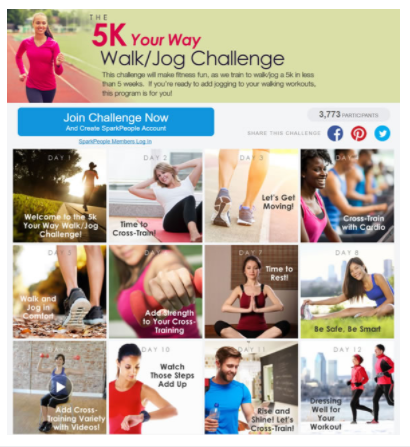 THE
5K Your Way
Walk/Jog Challenge
This challenge will make fitness fun, as we train to walk/jog a 5k in less
than 5 weeks. If you're ready to add jogging to your walking workouts,
this program is for you!
Join Challenge Now
And Create SparkPeople Account
SparkPeople Members Log In
3,773 PARTICIPANTS
SHARE THIS CHALLENGE
DAY 1
Welcome to the 5k
Your Way Walk/Jog
Challenge!
DAY 2
Time to
Cross-Train!
DAY 3
Let's Get
Moving!
DAY 4
Cross-Train
with Cardio
DAY 5
Walk and
Jog in
Comfort
DAY 6
Add Strength
to Your Cross-
Training
DAY 7
Time to
Rest!
DAY 8
Be Safe, Be Smart
DAY 9
Add Cross-
Training Variety
with Videos!
DAY 10
Watch
Those Steps
Add Up
DAY 11
Rise and
Shine! Let's
Cross-Train!
DAY 12
Dressing
Well for
Your
Workout